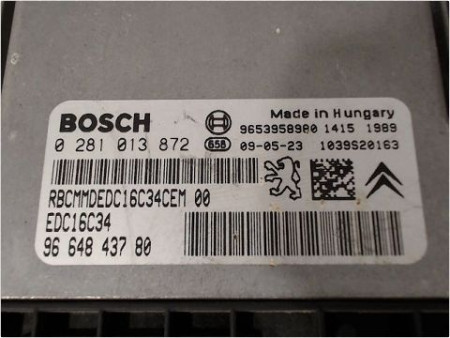 BOSCH
Made in Hungary
9653958980 1415 1989
0 281 013 872
658
09-05-23 1039S20163
RBCMMDEDC16C34CEM 00
EDC16C34
96 648 437 80